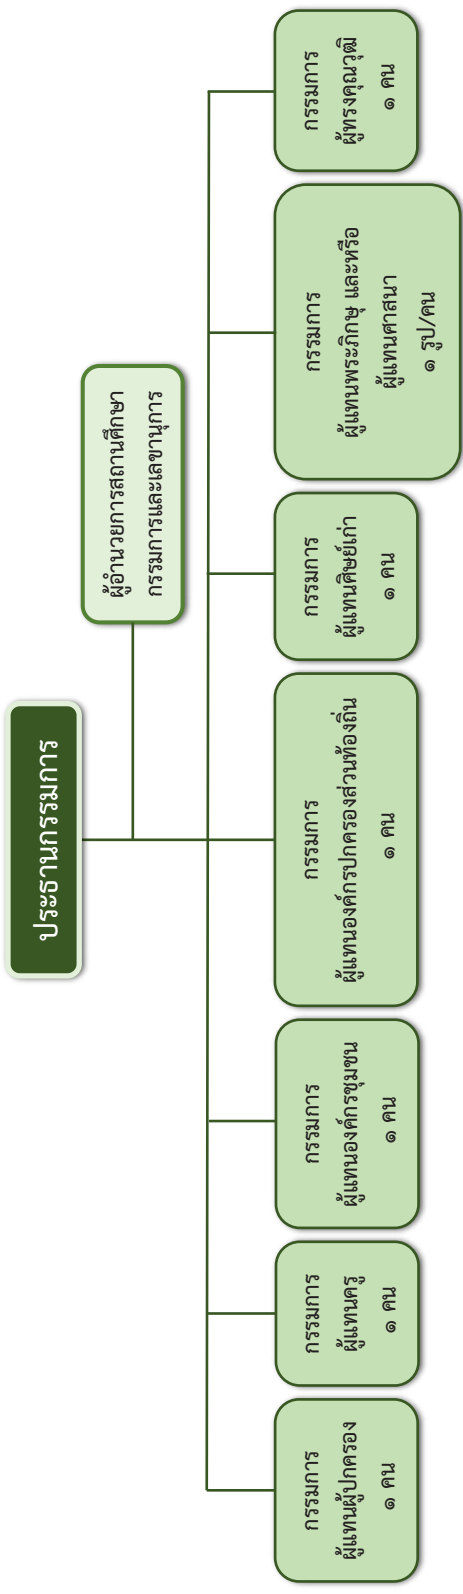 ประธานกรรมการ
ผู้อำนวยการสถานศึกษา
กรรมการและเลขานุการ
กรรมการ
ผู้แทนผู้ปกครอง
๑ คน
กรรมการ
ผู้แทนครู
๑ คน
กรรมการ
ผู้แทนองค์กรชุมชน
๑ คน
กรรมการ
ผู้แทนองค์กรปกครองส่วนท้องถิ่น
๑ คน
กรรมการ
ผู้แทนศิษย์เก่า
๑ คน
กรรมการ
ผู้แทนพระภิกษุ และหรือ
ผู้แทนศาสนา
๑ รูป/คน
กรรมการ
ผู้ทรงคุณวุฒิ
๑ คน